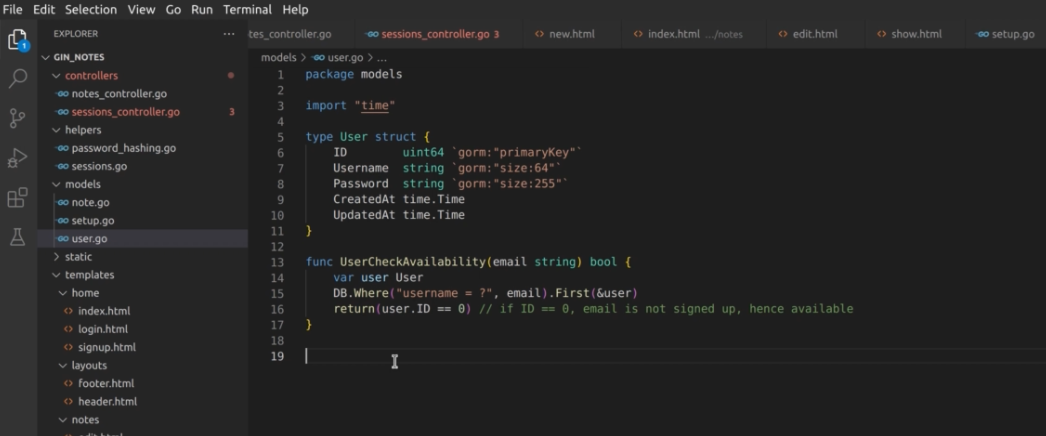 File Edit Selection View Go Run Terminal Help
EXPLORER
tes_controller.go
sessions_controller.go 3
new.html
index.html .../notes
edit.html
show.html
setup.go
1
GIN_NOTES
controllers
notes_controller.go
sessions_controller.go 3
helpers
password_hashing.go
sessions.go
models
note.go
setup.go
user.go
static
templates
home
index.html
login.html
signup.html
layouts
footer.html
header.html
notes
models > user.go > ...
1 package models
2
3 import "time"
4
5 type User struct {
6 ID uint64 `gorm:"primaryKey"`
7 Username string `gorm:"size:64"`
8 Password string `gorm:"size:255"`
9 CreatedAt time.Time
10 UpdatedAt time.Time
11 }
12
13 func UserCheckAvailability(email string) bool {
14 var user User
15 DB.Where("username = ?", email).First(&user)
16 return(user.ID == 0) // if ID == 0, email is not signed up, hence available
17 }
18
19